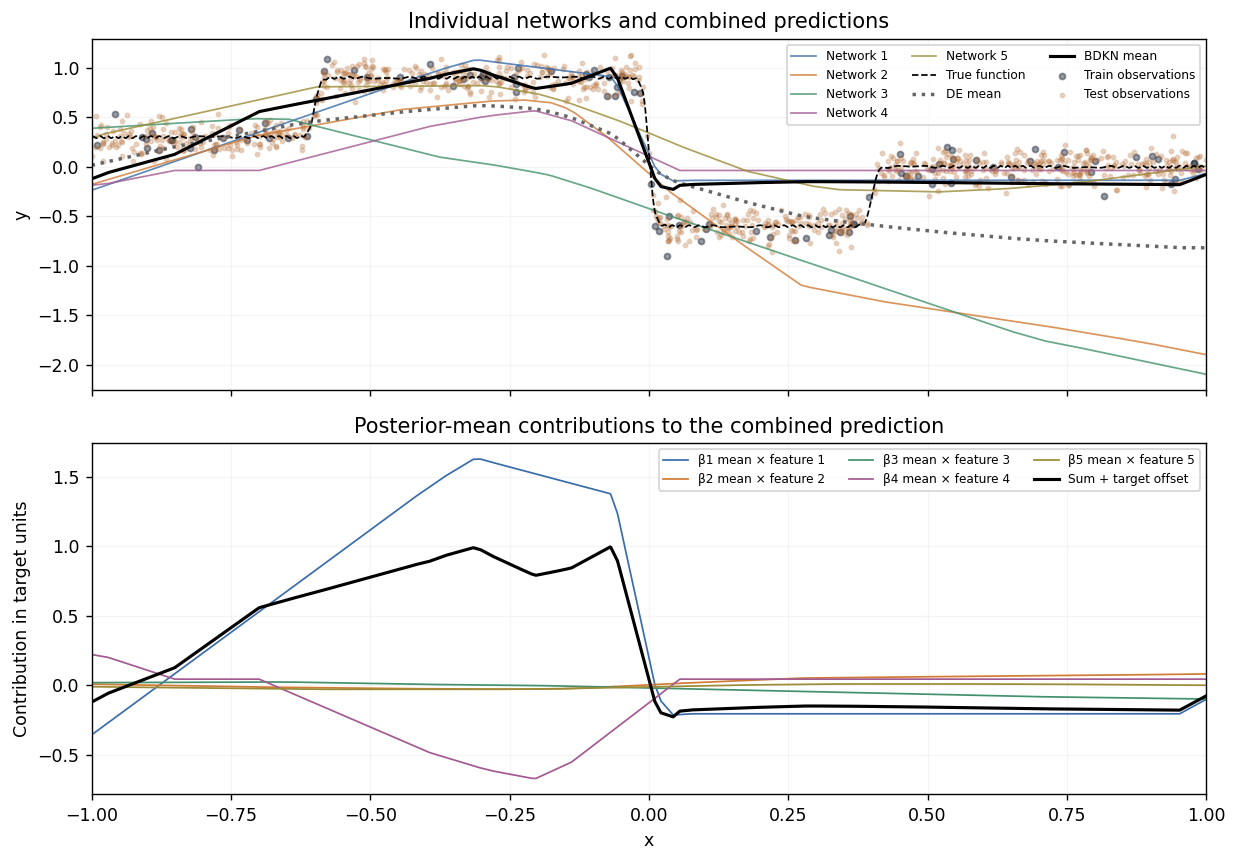 Individual networks and combined predictions
Network 1
Network 2
Network 3
Network 4
Network 5
True function
DE mean
BDKN mean
Train observations
Test observations
1.0
0.5
0.0
−0.5
−1.0
−1.5
−2.0
y
Posterior-mean contributions to the combined prediction
β1 mean × feature 1
β2 mean × feature 2
β3 mean × feature 3
β4 mean × feature 4
β5 mean × feature 5
Sum + target offset
1.5
1.0
0.5
0.0
−0.5
Contribution in target units
−1.00 −0.75 −0.50 −0.25 0.00 0.25 0.50 0.75 1.00
x